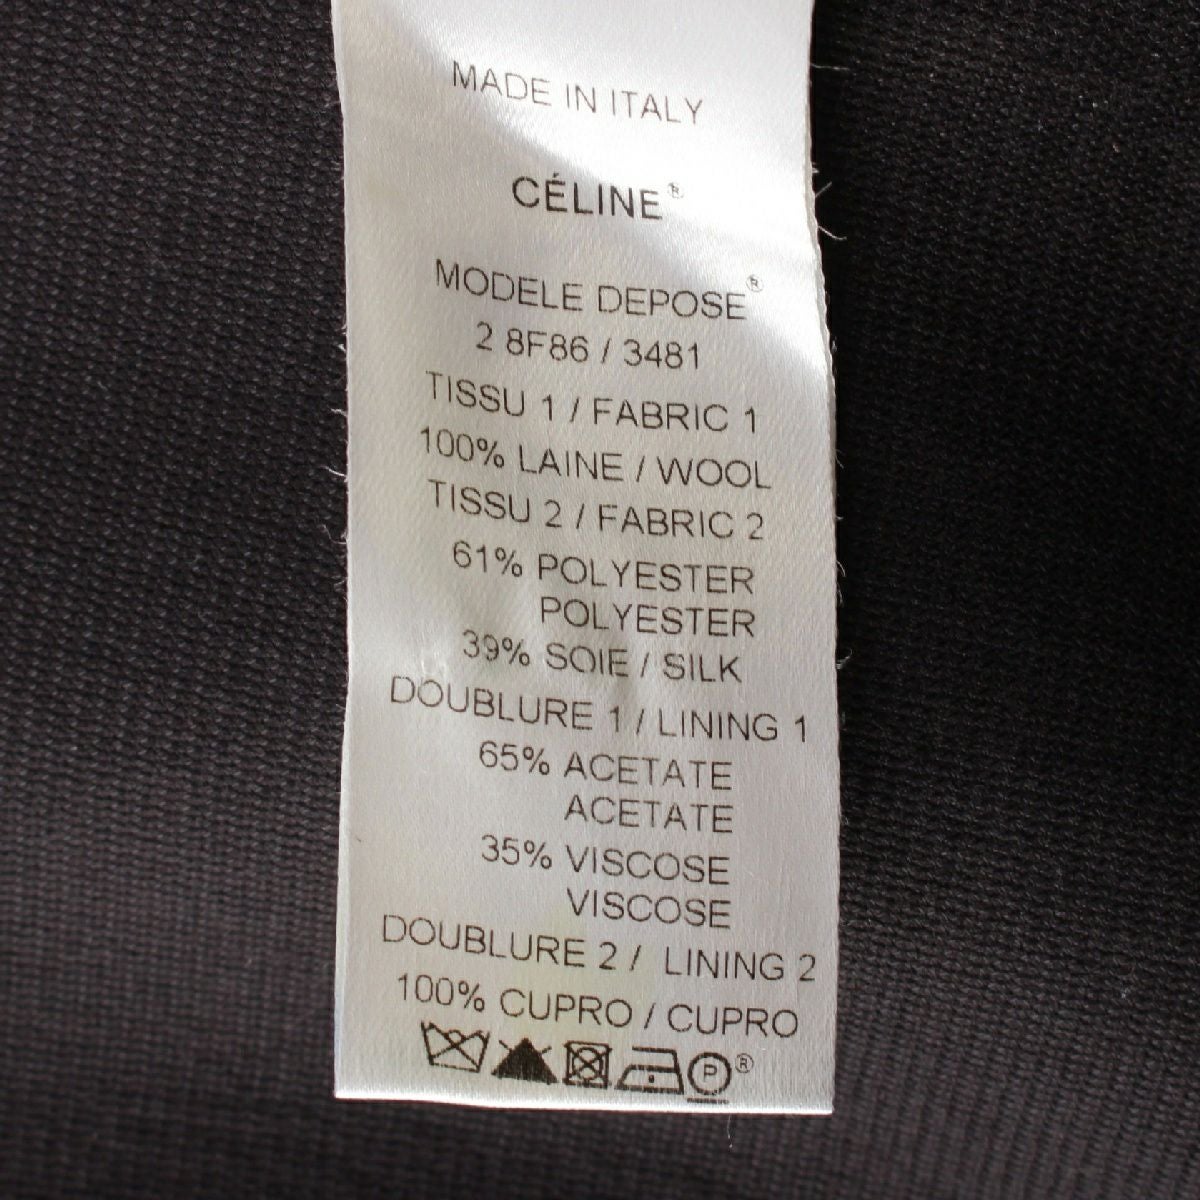 MADE IN ITALY
CÉLINE®
MODELE DEPOSE®
2 8F86 / 3481
TISSU 1 / FABRIC 1
100% LAINE / WOOL
TISSU 2 / FABRIC 2
61% POLYESTER
POLYESTER
39% SOIE / SILK
DOUBLURE 1 / LINING 1
65% ACETATE
ACETATE
35% VISCOSE
VISCOSE
DOUBLURE 2 / LINING 2
100% CUPRO / CUPRO
P ®